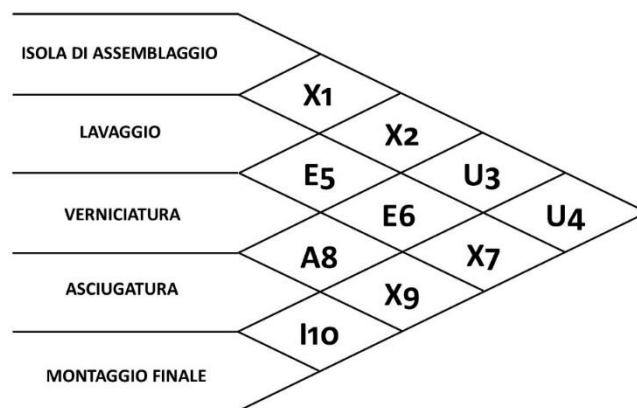 ISOLA DI ASSEMBLAGGIO
X1
LAVAGGIO
X2
E5
U3
VERNICIATURA
E6
U4
A8
X7
ASCIUGATURA
X9
I10
MONTAGGIO FINALE